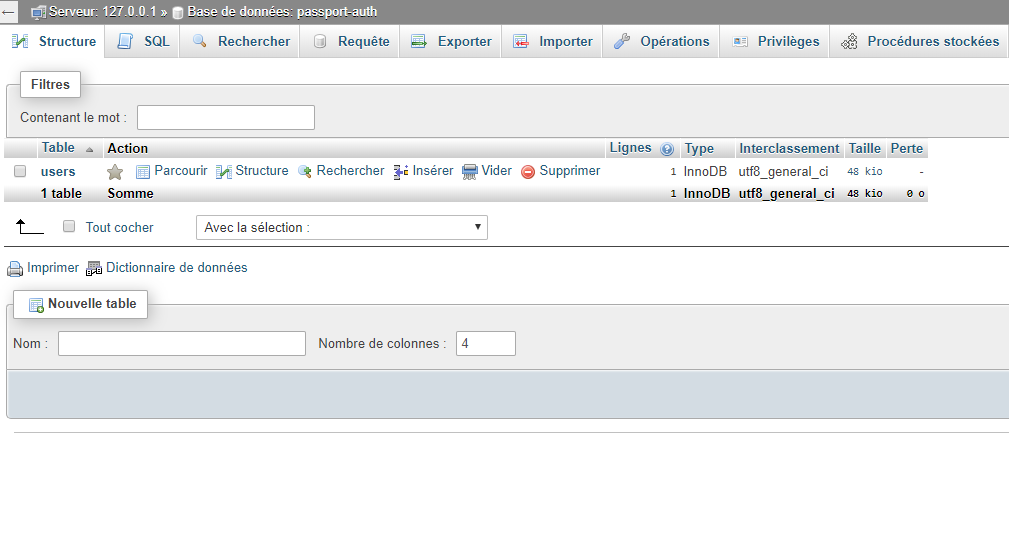 Serveur: 127.0.0.1 » Base de données: passport-auth
Structure SQL Rechercher Requête Exporter Importer Opérations Privilèges Procédures stockées
Filtres
Contenant le mot :
Table Action Lignes Type Interclassement Taille Perte
users Parcourir Structure Rechercher Insérer Vider Supprimer 1 InnoDB utf8_general_ci 48 kio -
1 table Somme 1 InnoDB utf8_general_ci 48 kio 0 o
Tout cocher Avec la sélection :
Imprimer Dictionnaire de données
Nouvelle table
Nom : Nombre de colonnes : 4